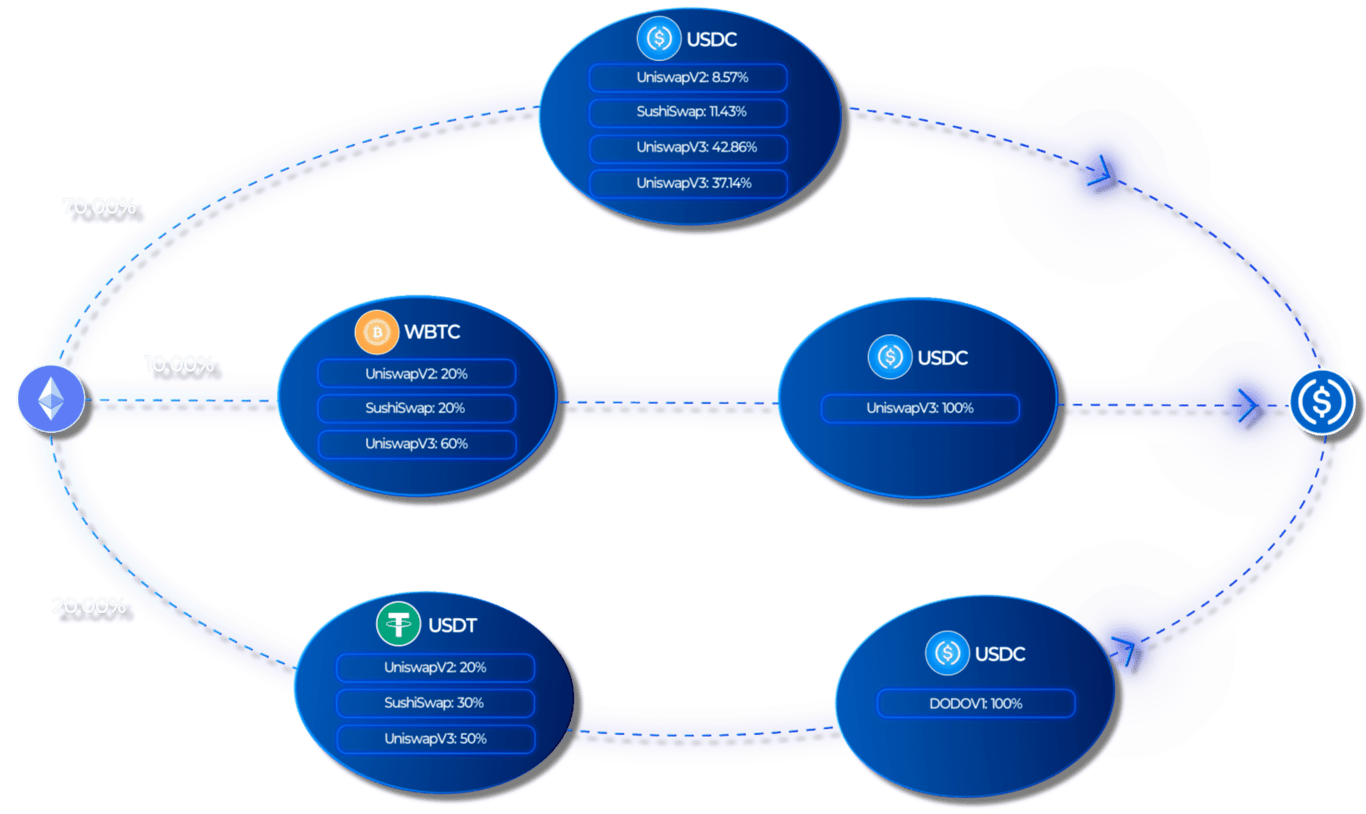 USDC
UniswapV2: 8.57%
SushiSwap: 11.43%
UniswapV3: 42.86%
UniswapV3: 37.14%
70.00%
10.00%
WBTC
UniswapV2: 20%
SushiSwap: 20%
UniswapV3: 60%
USDC
UniswapV3: 100%
20.00%
USDT
UniswapV2: 20%
SushiSwap: 30%
UniswapV3: 50%
USDC
DODOV1: 100%